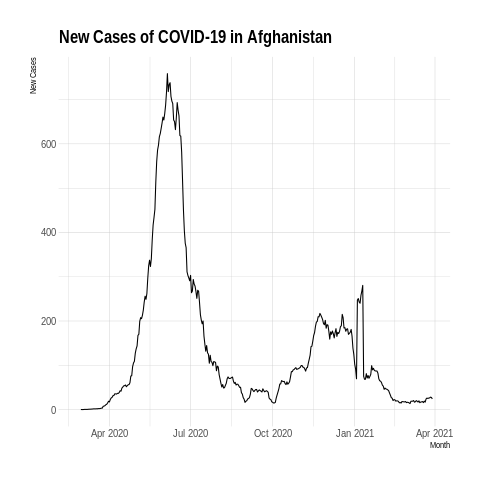 New Cases of COVID-19 in Afghanistan
New Cases
600
400
200
0
Apr 2020 Jul 2020 Oct 2020 Jan 2021 Apr 2021
Month